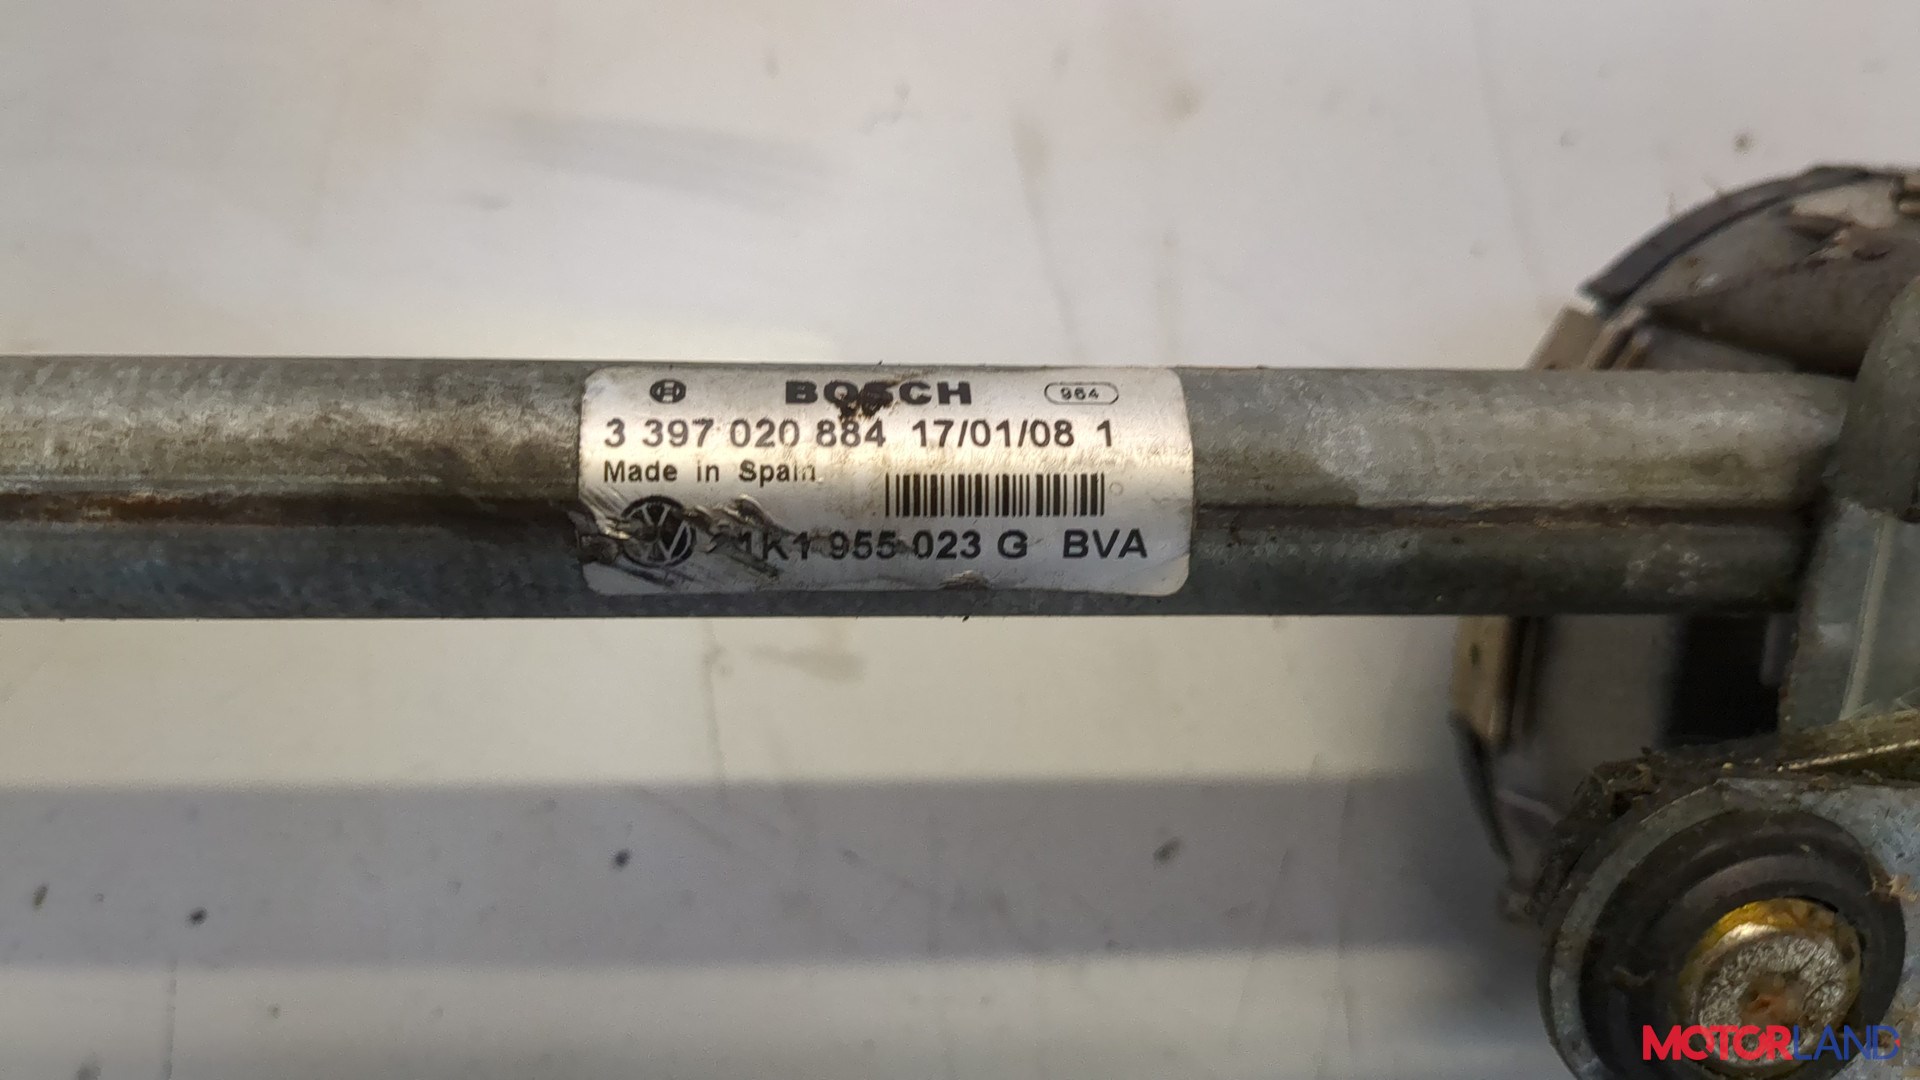 BOSCH 964
3 397 020 884 17/01/08 1
Made in Spain
1K1 955 023 G BVA
MOTORLAND